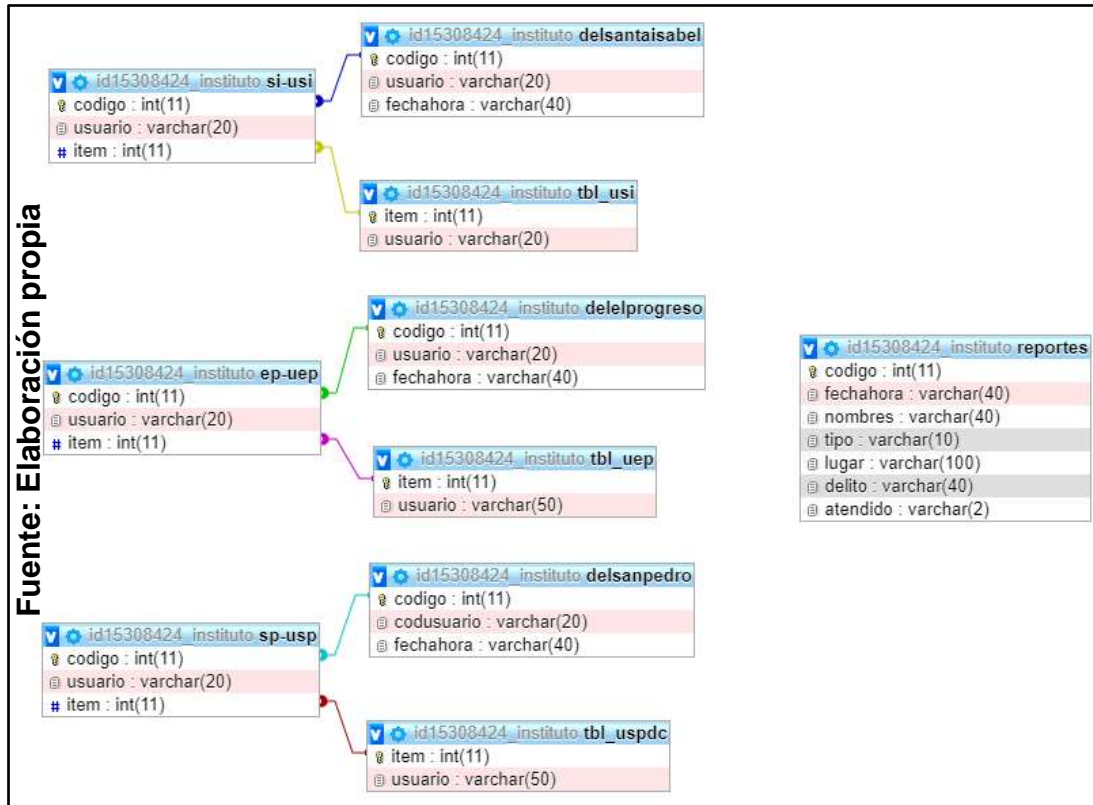 Fuente: Elaboración propia
id15308424_instituto si-usi
codigo : int(11)
usuario : varchar(20)
# item : int(11)
id15308424_instituto delsantaisabel
codigo : int(11)
usuario : varchar(20)
fechahora : varchar(40)
id15308424_instituto tbl_usi
item : int(11)
usuario : varchar(20)
id15308424_instituto ep-uep
codigo : int(11)
usuario : varchar(20)
# item : int(11)
id15308424_instituto delelprogreso
codigo : int(11)
usuario : varchar(20)
fechahora : varchar(40)
id15308424_instituto tbl_uep
item : int(11)
usuario : varchar(50)
id15308424_instituto sp-usp
codigo : int(11)
usuario : varchar(20)
# item : int(11)
id15308424_instituto delsanpedro
codigo : int(11)
codusuario : varchar(20)
fechahora : varchar(40)
id15308424_instituto tbl_uspdc
item : int(11)
usuario : varchar(50)
id15308424_instituto reportes
codigo : int(11)
fechahora : varchar(40)
nombres : varchar(40)
tipo : varchar(10)
lugar : varchar(100)
delito : varchar(40)
atendido : varchar(2)